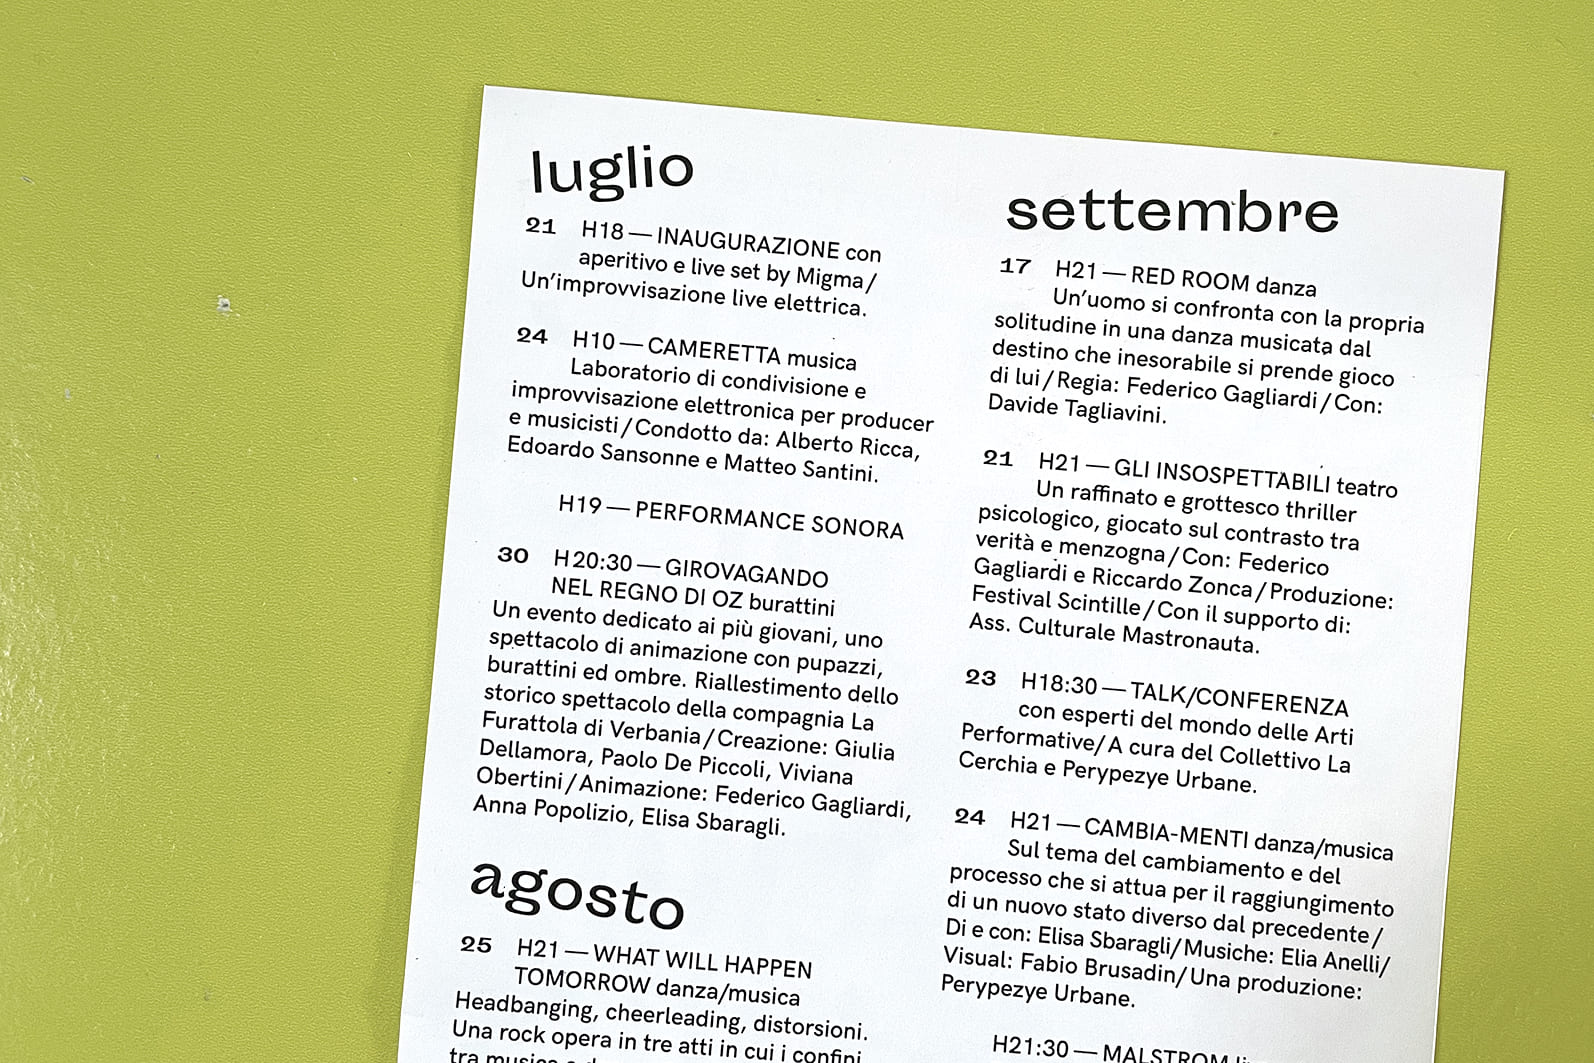 luglio
21 H18 — INAUGURAZIONE con
aperitivo e live set by Migma/
Un'improvvisazione live elettrica.
24 H10 — CAMERETTA musica
Laboratorio di condivisione e
improvvisazione elettronica per producer
e musicisti/Condotto da: Alberto Ricca,
Edoardo Sansonne e Matteo Santini.
H19 — PERFORMANCE SONORA
30 H20:30 — GIROVAGANDO
NEL REGNO DI OZ burattini
Un evento dedicato ai più giovani, uno
spettacolo di animazione con pupazzi,
burattini ed ombre. Riallestimento dello
storico spettacolo della compagnia La
Furattola di Verbania/Creazione: Giulia
Dellamora, Paolo De Piccoli, Viviana
Obertini/Animazione: Federico Gagliardi,
Anna Popolizio, Elisa Sbaragli.
agosto
25 H21 — WHAT WILL HAPPEN
TOMORROW danza/musica
Headbanging, cheerleading, distorsioni.
Una rock opera in tre atti in cui i confini
tra musica
settembre
17 H21 — RED ROOM danza
Un'uomo si confronta con la propria
solitudine in una danza musicata dal
destino che inesorabile si prende gioco
di lui/Regia: Federico Gagliardi/Con:
Davide Tagliavini.
21 H21 — GLI INSOSPETTABILI teatro
Un raffinato e grottesco thriller
psicologico, giocato sul contrasto tra
verità e menzogna/Con: Federico
Gagliardi e Riccardo Zonca/Produzione:
Festival Scintille/Con il supporto di:
Ass. Culturale Mastronauta.
23 H18:30 — TALK/CONFERENZA
con esperti del mondo delle Arti
Performative/A cura del Collettivo La
Cerchia e Perypezye Urbane.
24 H21 — CAMBIA-MENTI danza/musica
Sul tema del cambiamento e del
processo che si attua per il raggiungimento
di un nuovo stato diverso dal precedente/
Di e con: Elisa Sbaragli/Musiche: Elia Anelli/
Visual: Fabio Brusadin/Una produzione:
Perypezye Urbane.
H21:30 — MALSTROM